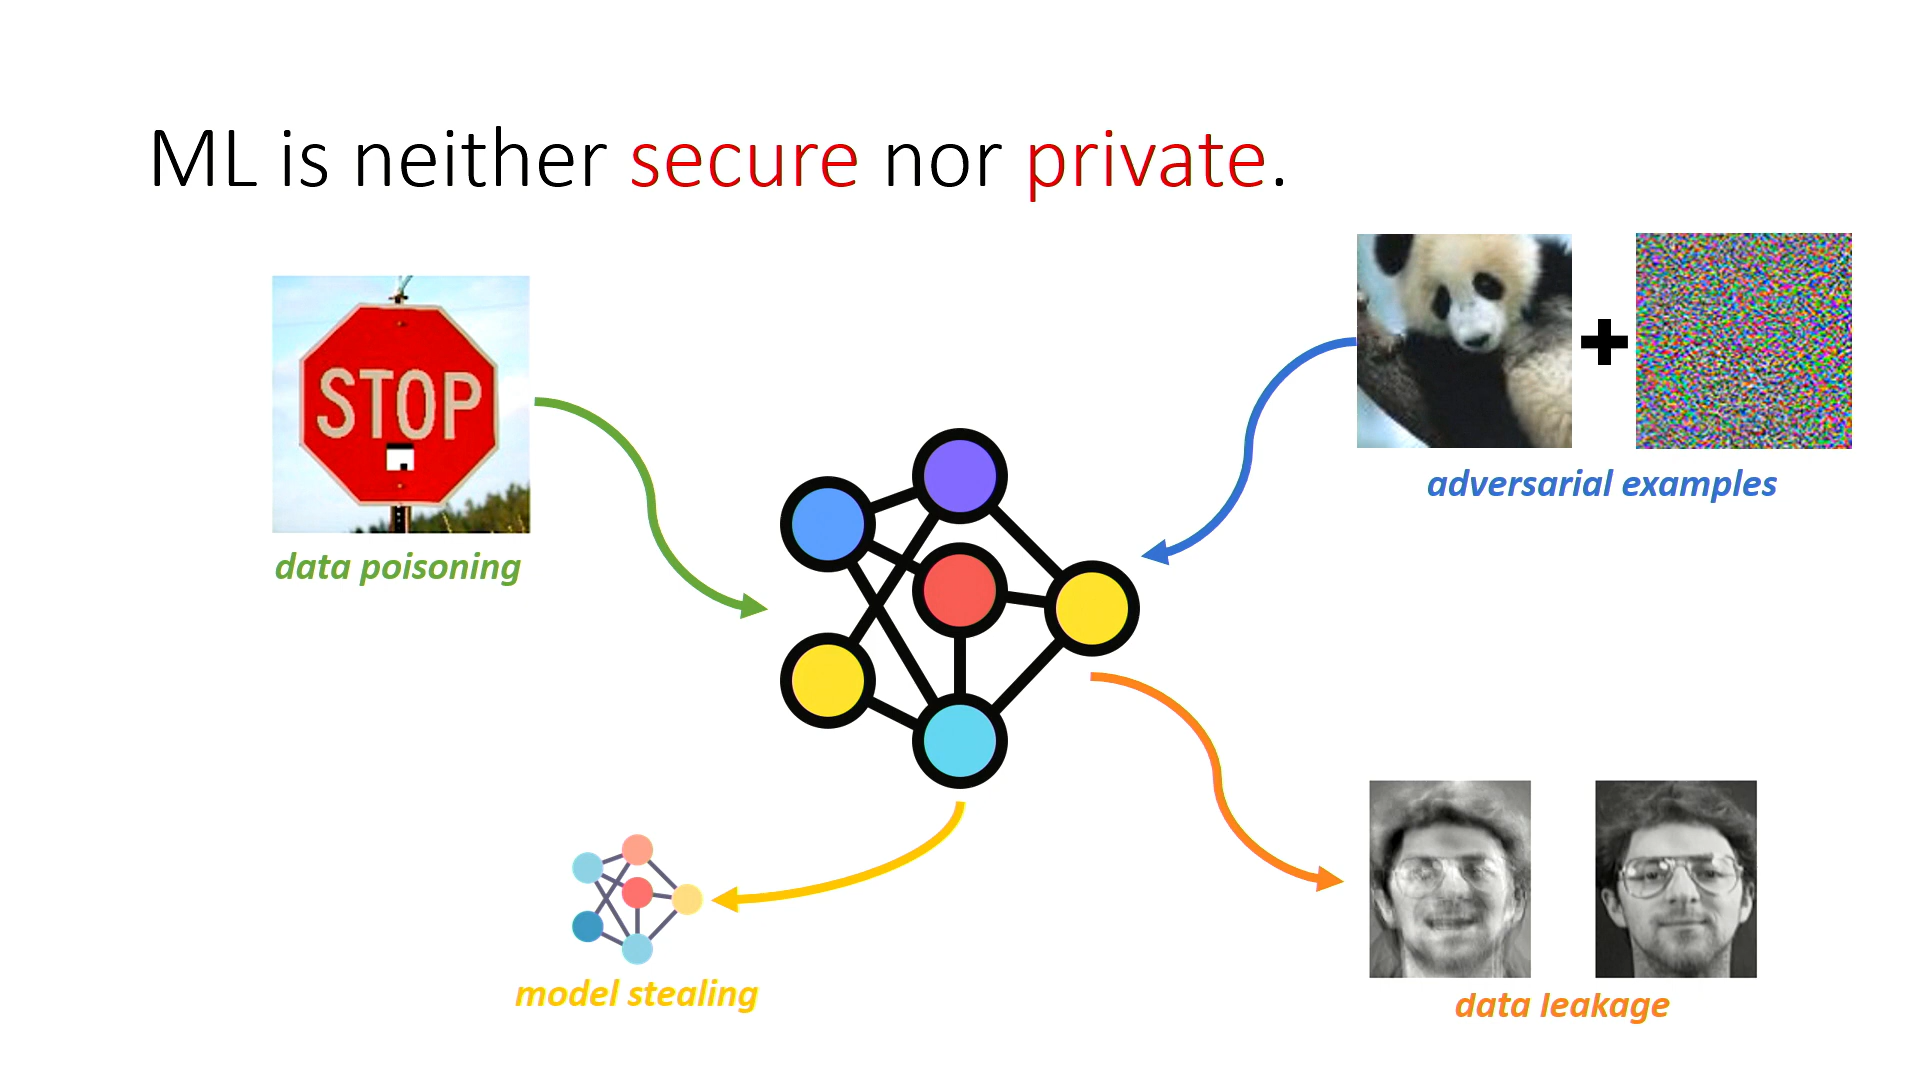 ML is neither secure nor private.
STOP
data poisoning
adversarial examples
model stealing
data leakage